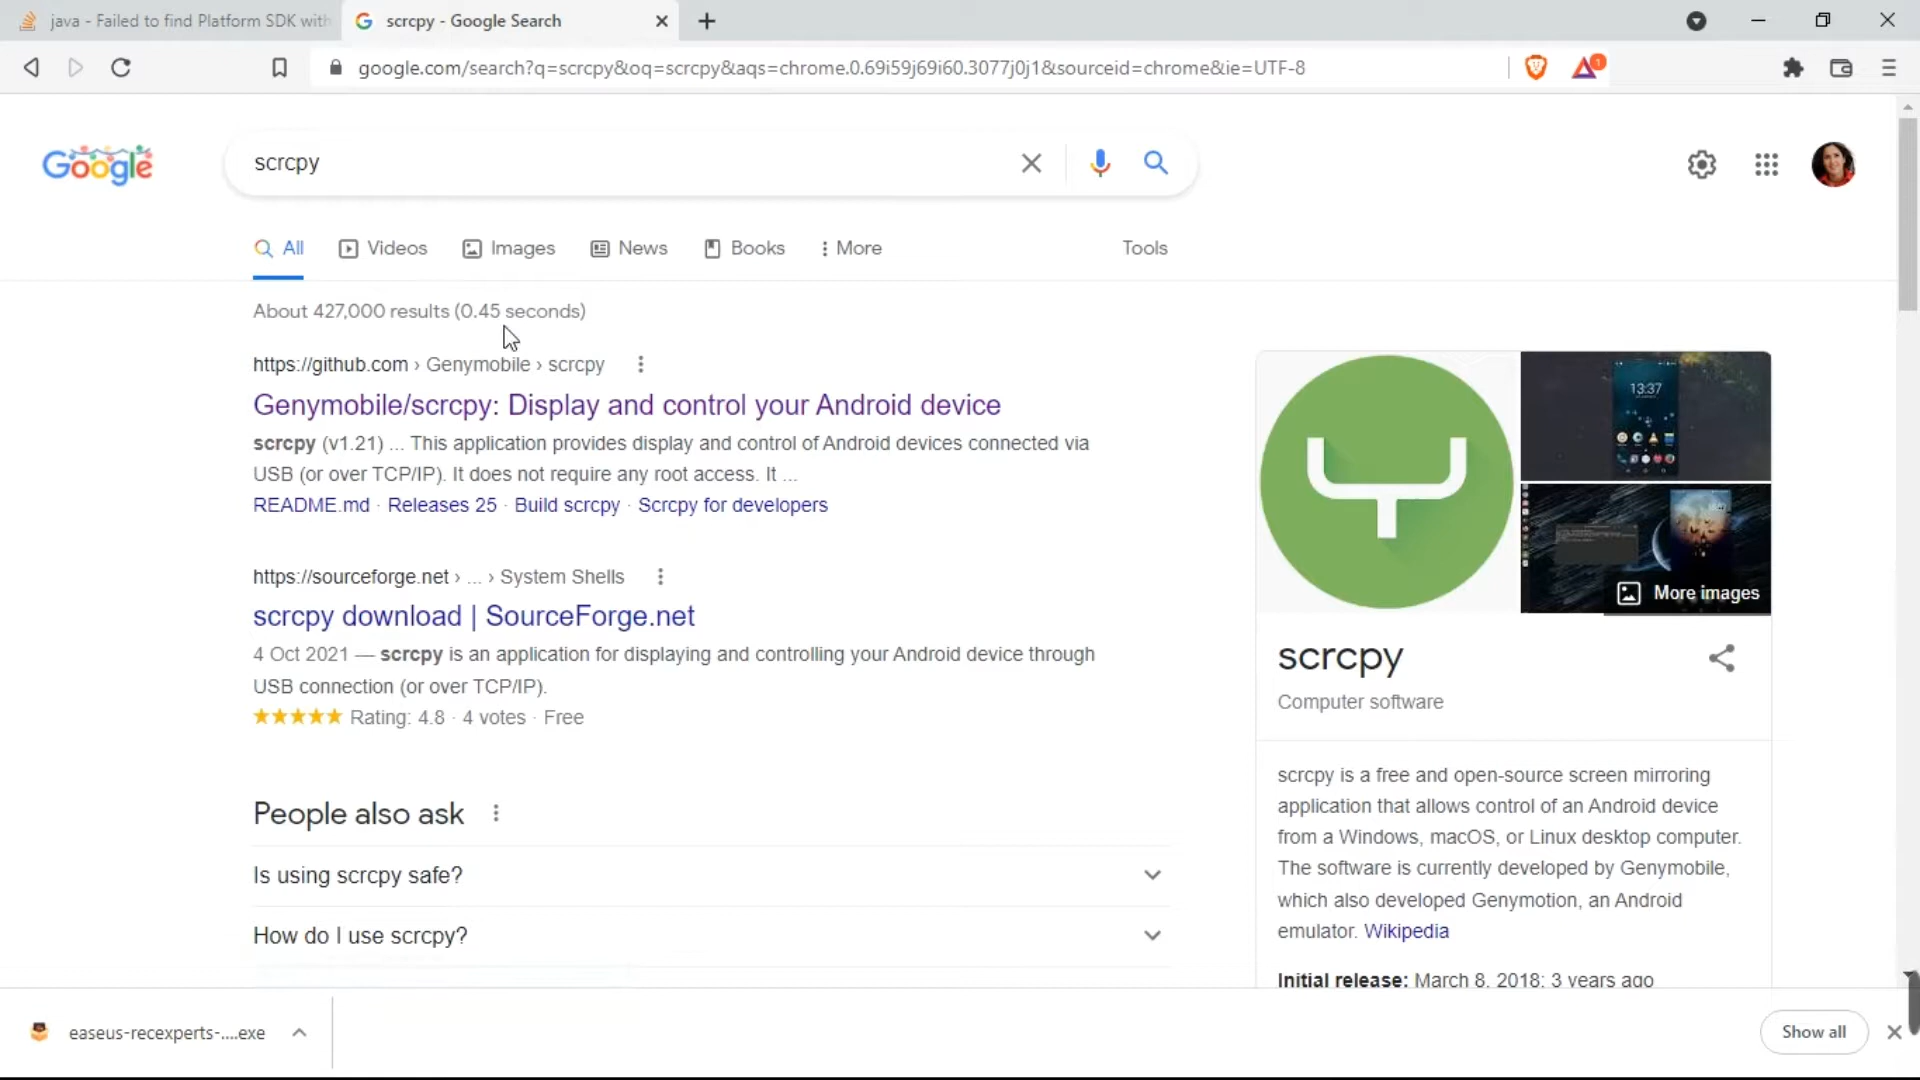 java - Failed to find Platform SDK with
scrcpy - Google Search
google.com/search?q=scrcpy&oq=scrcpy&aqs=chrome.0.69i59j69i60.3077j0j1&sourceid=chrome&ie=UTF-8
1
Google
scrcpy
All Videos Images News Books More Tools
About 427,000 results (0.45 seconds)
https://github.com › Genymobile › scrcpy
Genymobile/scrcpy: Display and control your Android device
scrcpy (v1.21) ... This application provides display and control of Android devices connected via
USB (or over TCP/IP). It does not require any root access. It ...
README.md · Releases 25 · Build scrcpy · Scrcpy for developers
https://sourceforge.net › ... › System Shells
scrcpy download | SourceForge.net
4 Oct 2021 — scrcpy is an application for displaying and controlling your Android device through
USB connection (or over TCP/IP).
Rating: 4.8 · 4 votes · Free
People also ask
Is using scrcpy safe?
How do I use scrcpy?
13:37
More images
scrcpy
Computer software
scrcpy is a free and open-source screen mirroring
application that allows control of an Android device
from a Windows, macOS, or Linux desktop computer.
The software is currently developed by Genymobile,
which also developed Genymotion, an Android
emulator. Wikipedia
Initial release: March 8, 2018; 3 years ago
easeus-recexperts-....exe
Show all